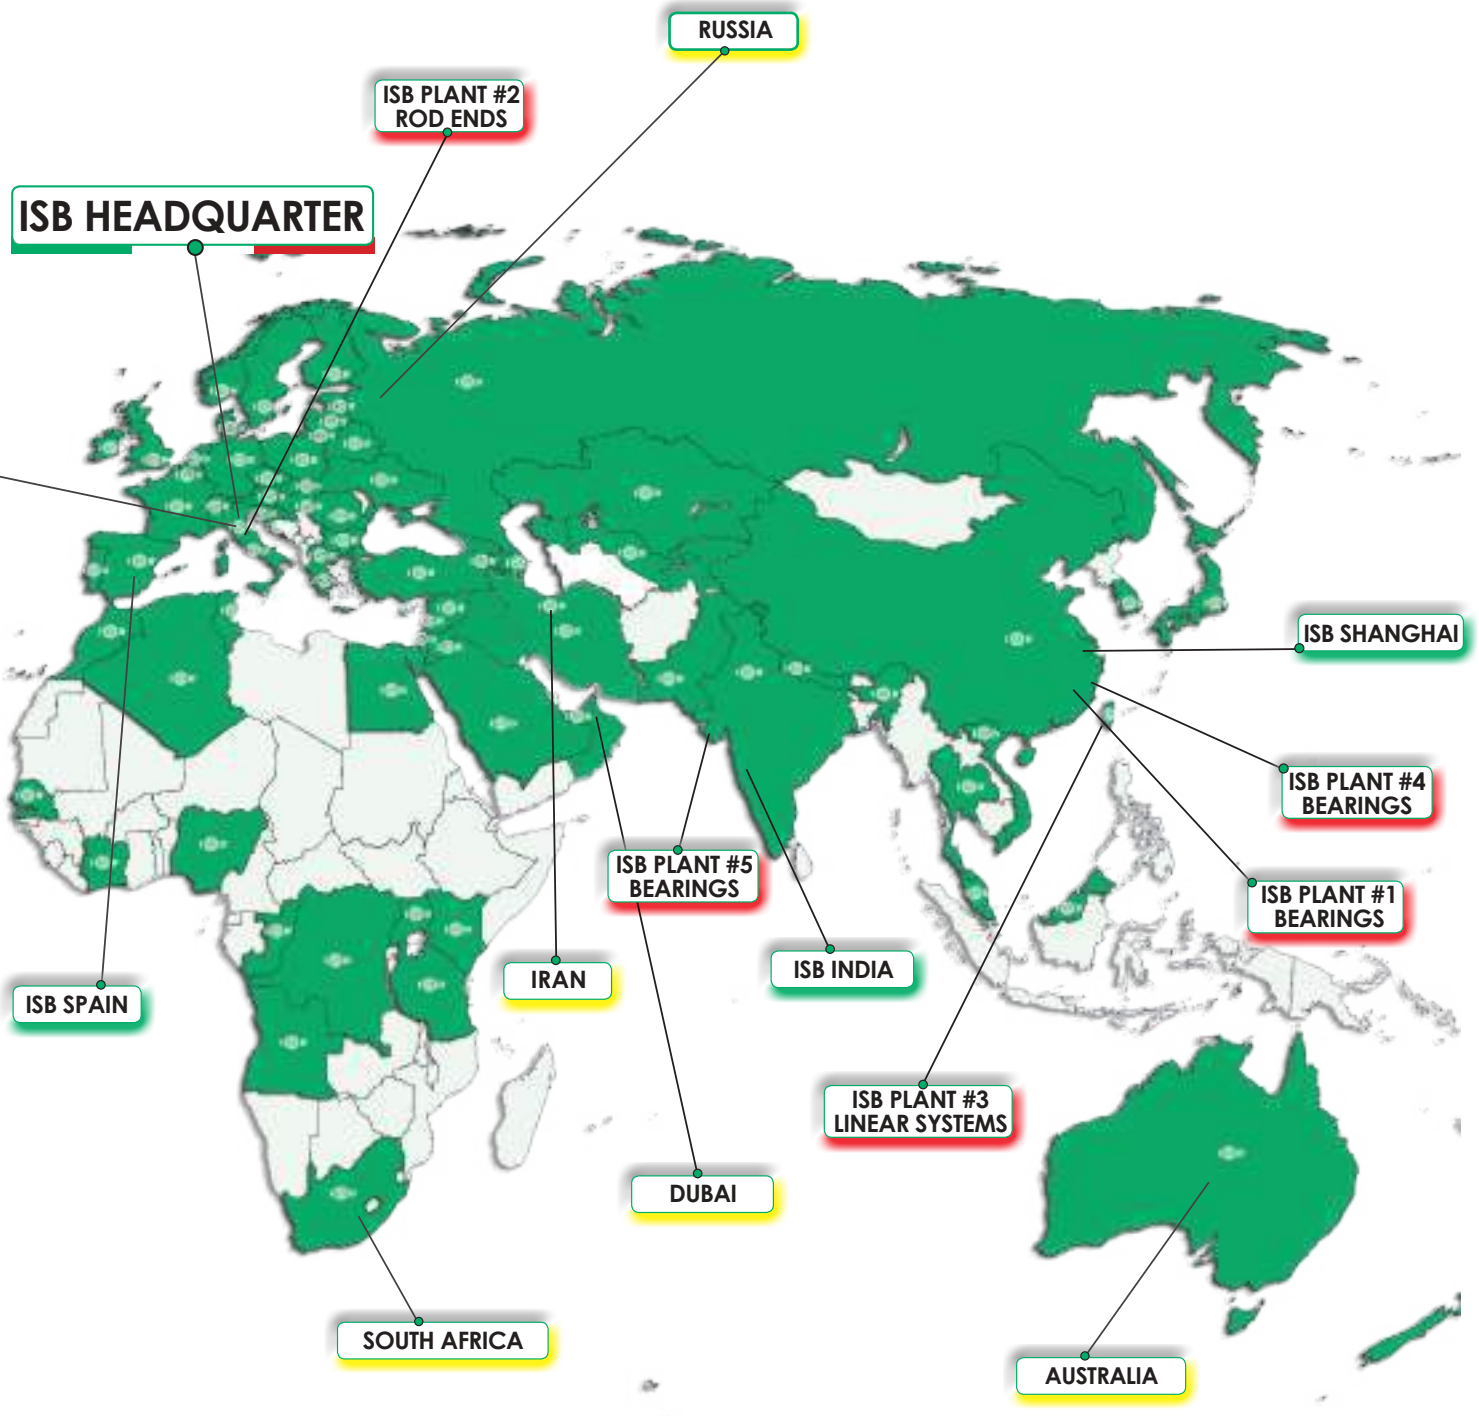 RUSSIA
ISB PLANT #2
ROD ENDS
ISB HEADQUARTER
ISB SHANGHAI
ISB PLANT #4
BEARINGS
ISB PLANT #5
BEARINGS
ISB PLANT #1
BEARINGS
ISB INDIA
IRAN
ISB SPAIN
ISB PLANT #3
LINEAR SYSTEMS
DUBAI
SOUTH AFRICA
AUSTRALIA